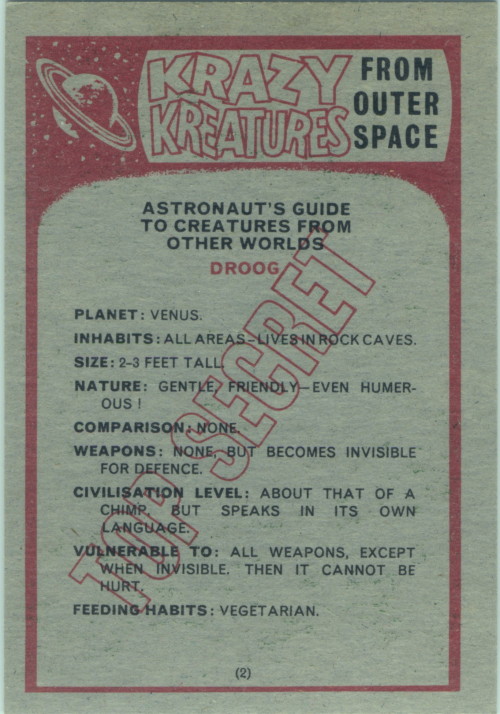 KRAZY
KREATURES
FROM
OUTER
SPACE
ASTRONAUT'S GUIDE
TO CREATURES FROM
OTHER WORLDS
DROOG
PLANET: VENUS.
INHABITS: ALL AREAS–LIVES IN ROCK CAVES.
SIZE: 2-3 FEET TALL.
NATURE: GENTLE, FRIENDLY—EVEN HUMER-
OUS!
COMPARISON: NONE.
WEAPONS: NONE, BUT BECOMES INVISIBLE
FOR DEFENCE.
CIVILISATION LEVEL: ABOUT THAT OF A
CHIMP, BUT SPEAKS IN ITS OWN
LANGUAGE.
VULNERABLE TO: ALL WEAPONS, EXCEPT
WHEN INVISIBLE. THEN IT CANNOT BE
HURT.
FEEDING HABITS: VEGETARIAN.
TOP SECRET
(2)